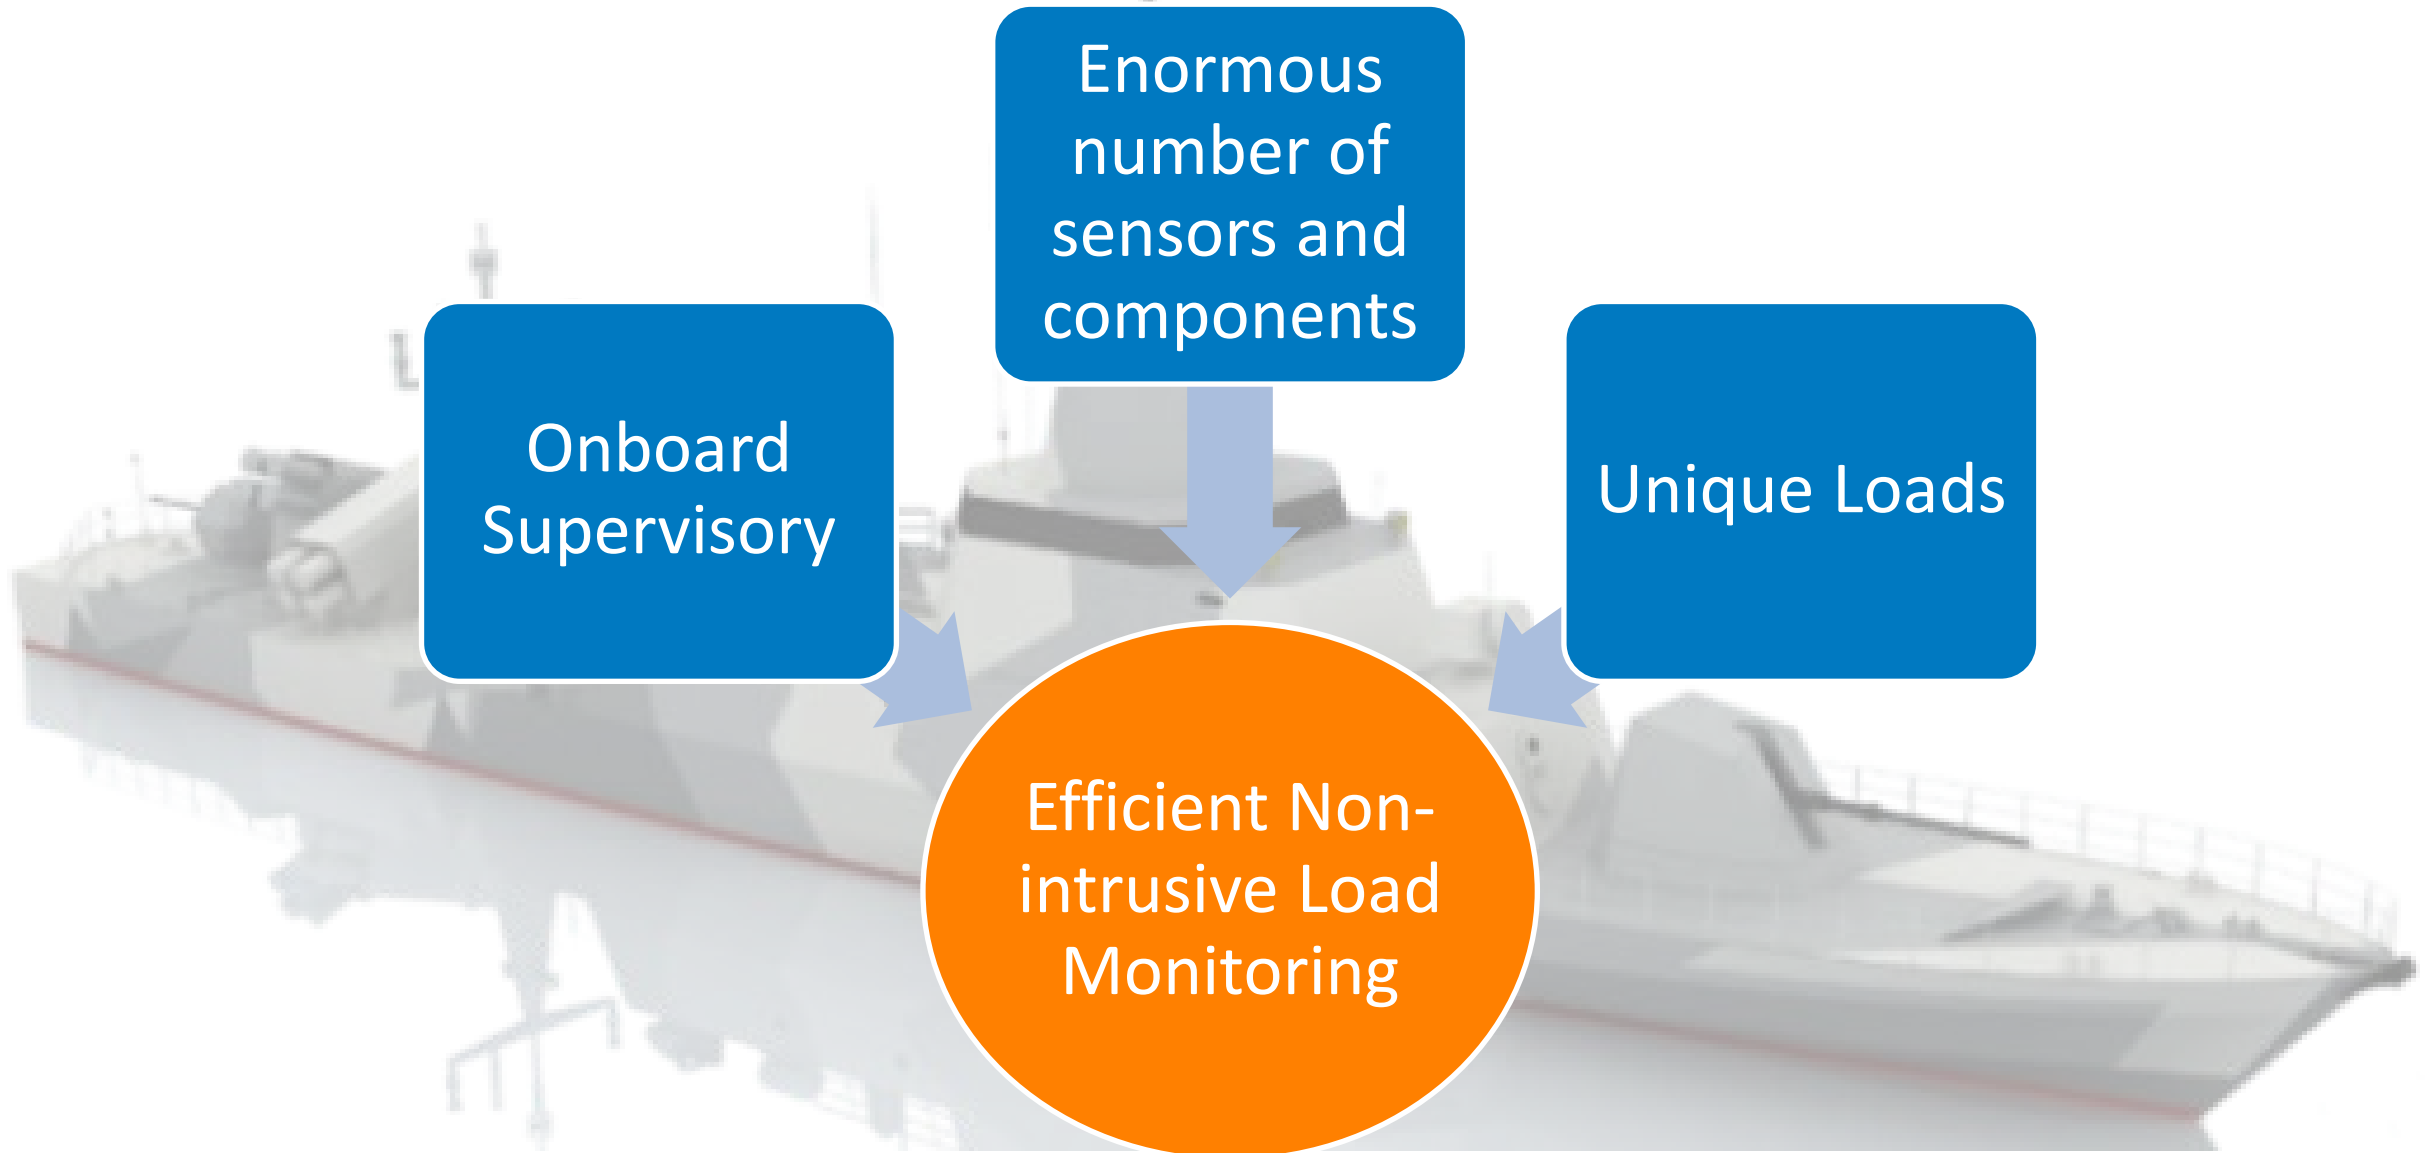 Enormous
number of
sensors and
components
Onboard
Supervisory
Unique Loads
Efficient Non-
intrusive Load
Monitoring